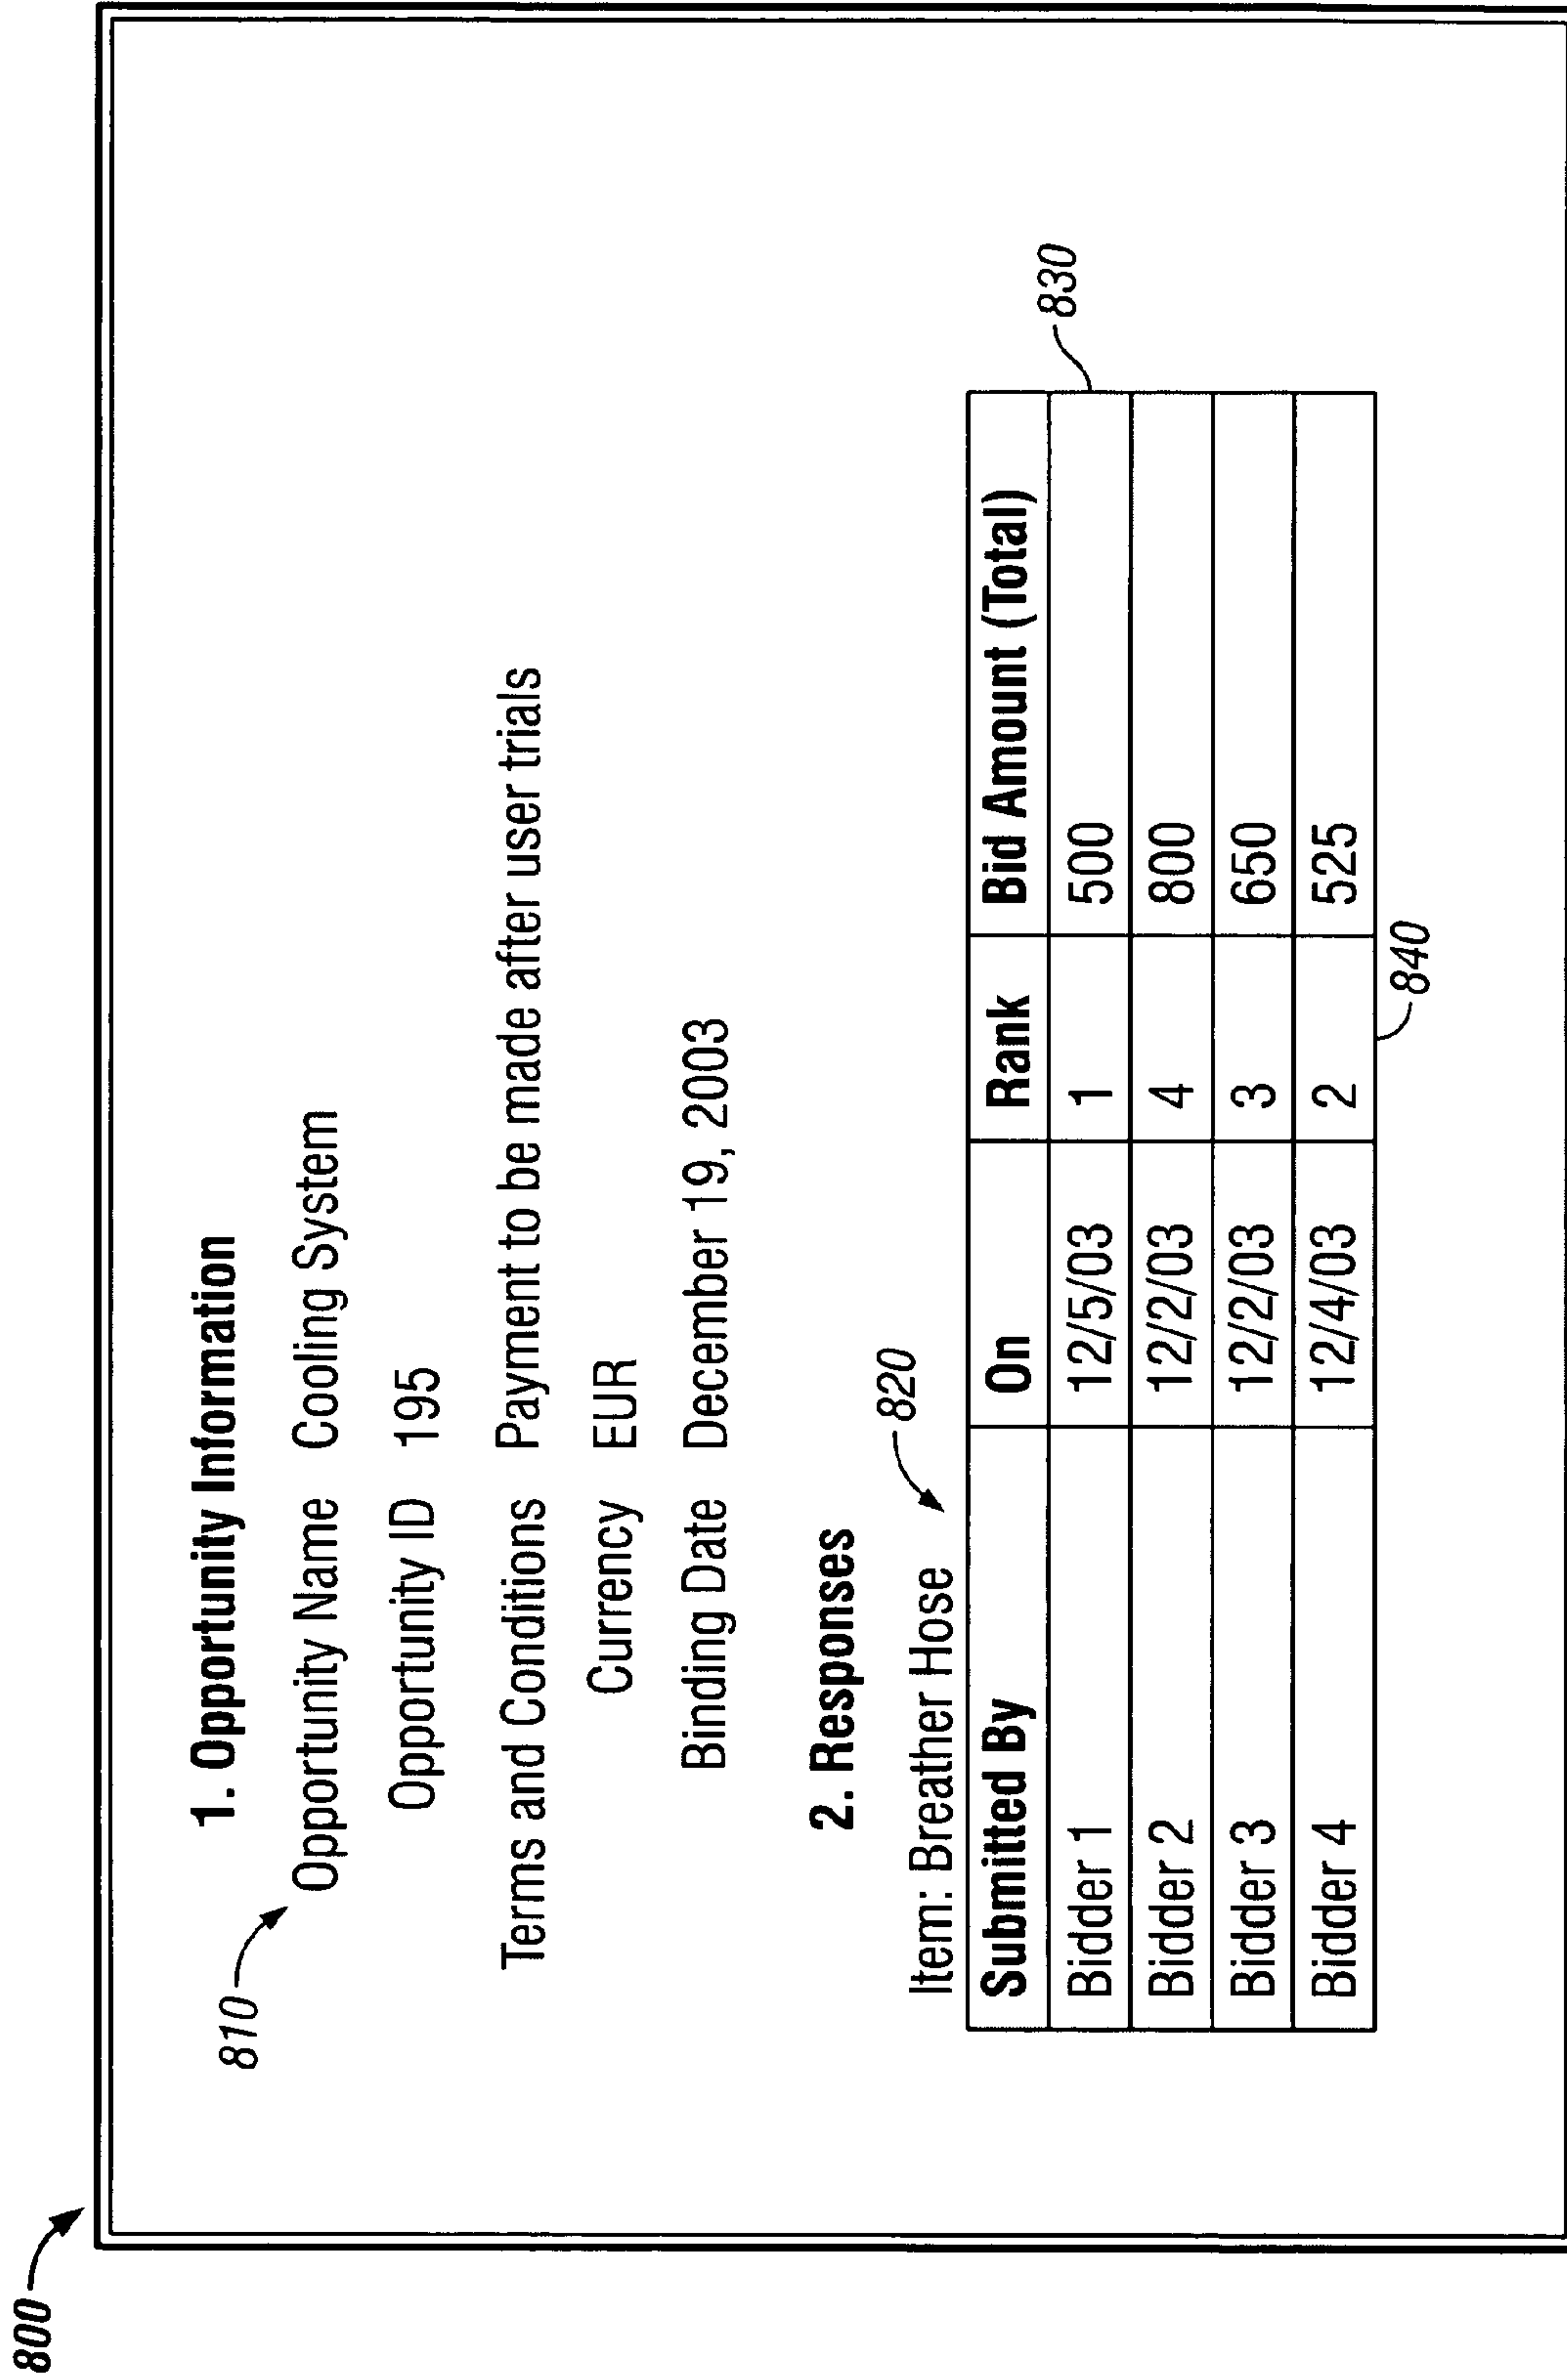 800
810
1. Opportunity Information
Opportunity Name Cooling System
Opportunity ID 195
Terms and Conditions Payment to be made after user trials
Currency EUR
Binding Date December 19, 2003
2. Responses
820
Item: Breather Hose
Submitted By On Rank Bid Amount (Total)
830
Bidder 1 12/5/03 1 500
Bidder 2 12/2/03 4 800
Bidder 3 12/2/03 3 650
Bidder 4 12/4/03 2 525
840